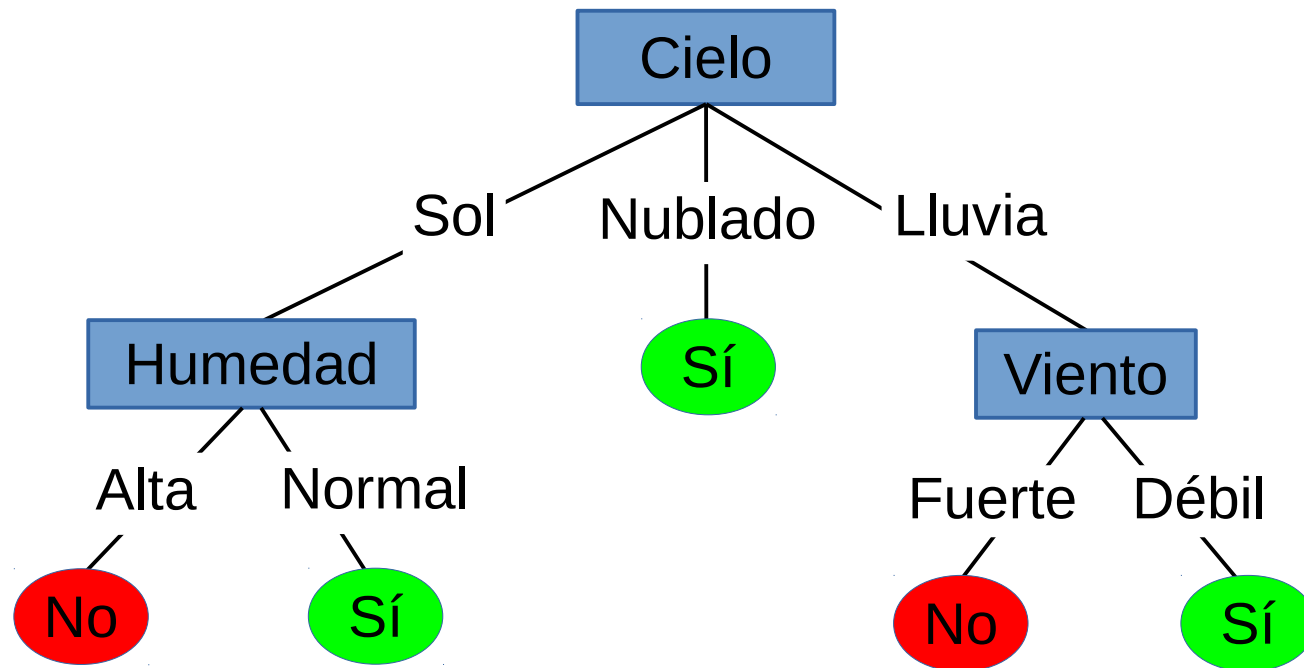 Cielo
Sol
Nublado
Lluvia
Humedad
Sí
Viento
Alta
Normal
Fuerte
Débil
No
Sí
No
Sí